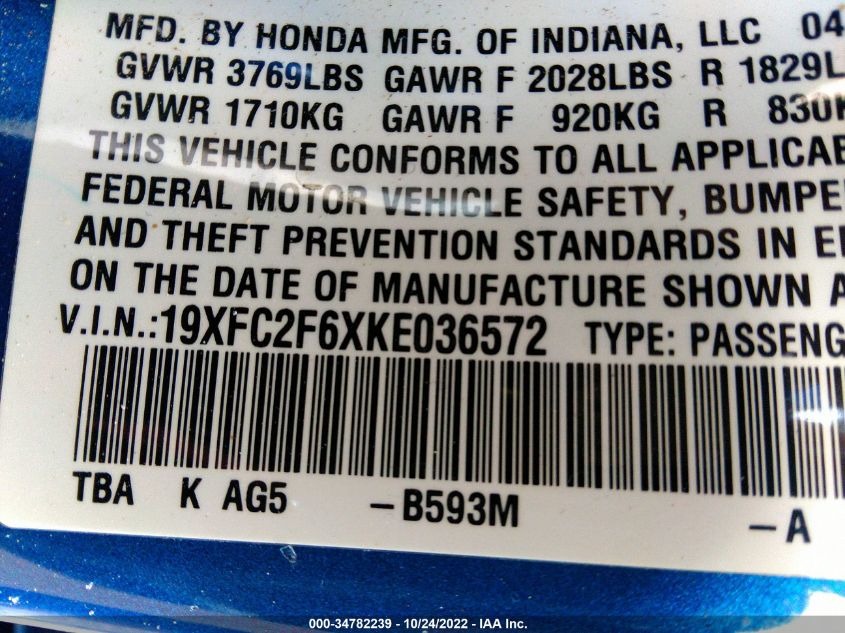 MFD. BY HONDA MFG. OF INDIANA, LLC 04
GVWR 3769LBS GAWR F 2028LBS R 1829L
GVWR 1710KG GAWR F 920KG R 830K
THIS VEHICLE CONFORMS TO ALL APPLICAB
FEDERAL MOTOR VEHICLE SAFETY, BUMPE
AND THEFT PREVENTION STANDARDS IN E
ON THE DATE OF MANUFACTURE SHOWN A
V.I.N.:19XFC2F6XKE036572 TYPE: PASSENG
TBA K AG5 -B593M -A
000-34782239 - 10/24/2022 - IAA Inc.